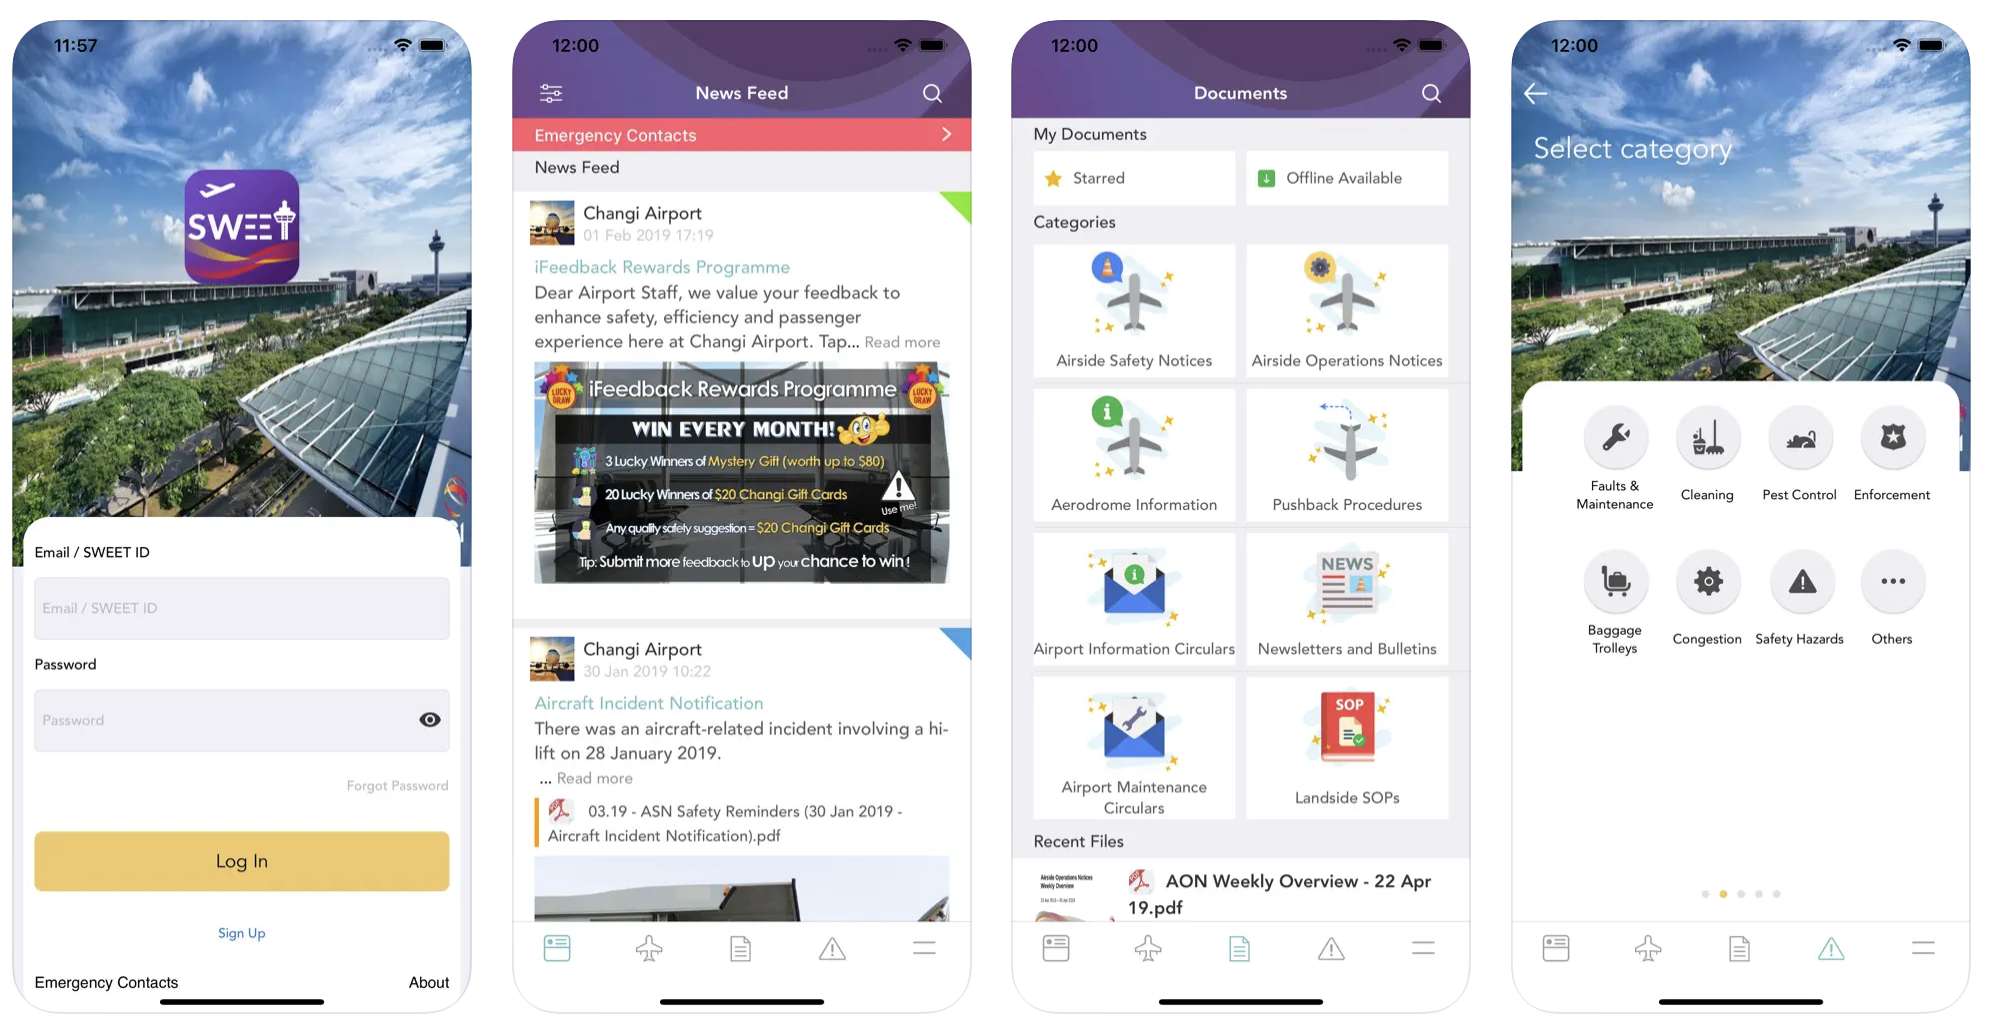 11:57
SWEET
Email / SWEET ID
Email / SWEET ID
Password
Password
Forgot Password
Log In
Sign Up
Emergency Contacts
About
12:00
News Feed
Emergency Contacts
News Feed
Changi Airport
01 Feb 2019 17:19
iFeedback Rewards Programme
Dear Airport Staff, we value your feedback to
enhance safety, efficiency and passenger
experience here at Changi Airport. Tap... Read more
LUCKY DRAW
iFeedback Rewards Programme
LUCKY DRAW
WIN EVERY MONTH!
3 Lucky Winners of Mystery Gift (worth up to $80)
20 Lucky Winners of $20 Changi Gift Cards
Use me!
Any quality safety suggestion = $20 Changi Gift Cards
Tip: Submit more feedback to UP your chance to win !
Changi Airport
30 Jan 2019 10:22
Aircraft Incident Notification
There was an aircraft-related incident involving a hi-
lift on 28 January 2019.
... Read more
03.19 - ASN Safety Reminders (30 Jan 2019 -
Aircraft Incident Notification).pdf
12:00
Documents
My Documents
Starred
Offline Available
Categories
Airside Safety Notices
Airside Operations Notices
Aerodrome Information
Pushback Procedures
NEWS
Airport Information Circulars
Newsletters and Bulletins
SOP
Airport Maintenance
Circulars
Landside SOPs
Recent Files
Airside Operations Notices
Weekly Overview
AON Weekly Overview - 22 Apr
19.pdf
12:00
Select category
Faults &
Maintenance
Cleaning
Pest Control
Enforcement
Baggage
Trolleys
Congestion
Safety Hazards
Others